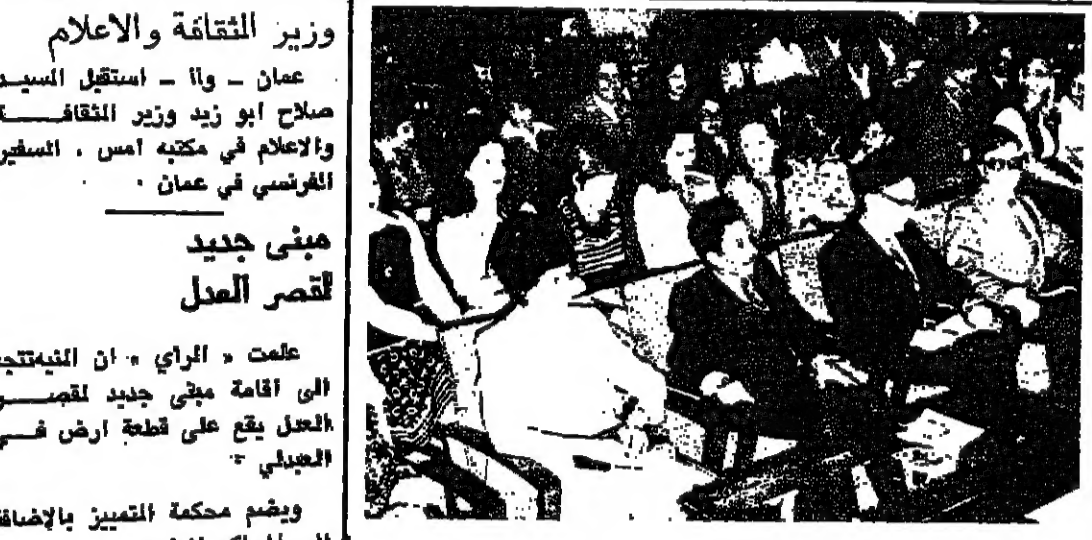 وزير الثقافة والاعلام
عمان ـ وأا ـ استقبل السيد
صلاح ابو زيد وزير الثقافة
والاعلام في مكتبه امس . السفير
الفرنسي في عمان .
مبنى جديد
لقصر العدل
علمت « الرأي » ان النيه تتجه
الى اقامة مبنى جديد لقصر
العدل يقع على قطعة ارض في
العبدلي .
ويضم محكمة التمييز بالإضافة